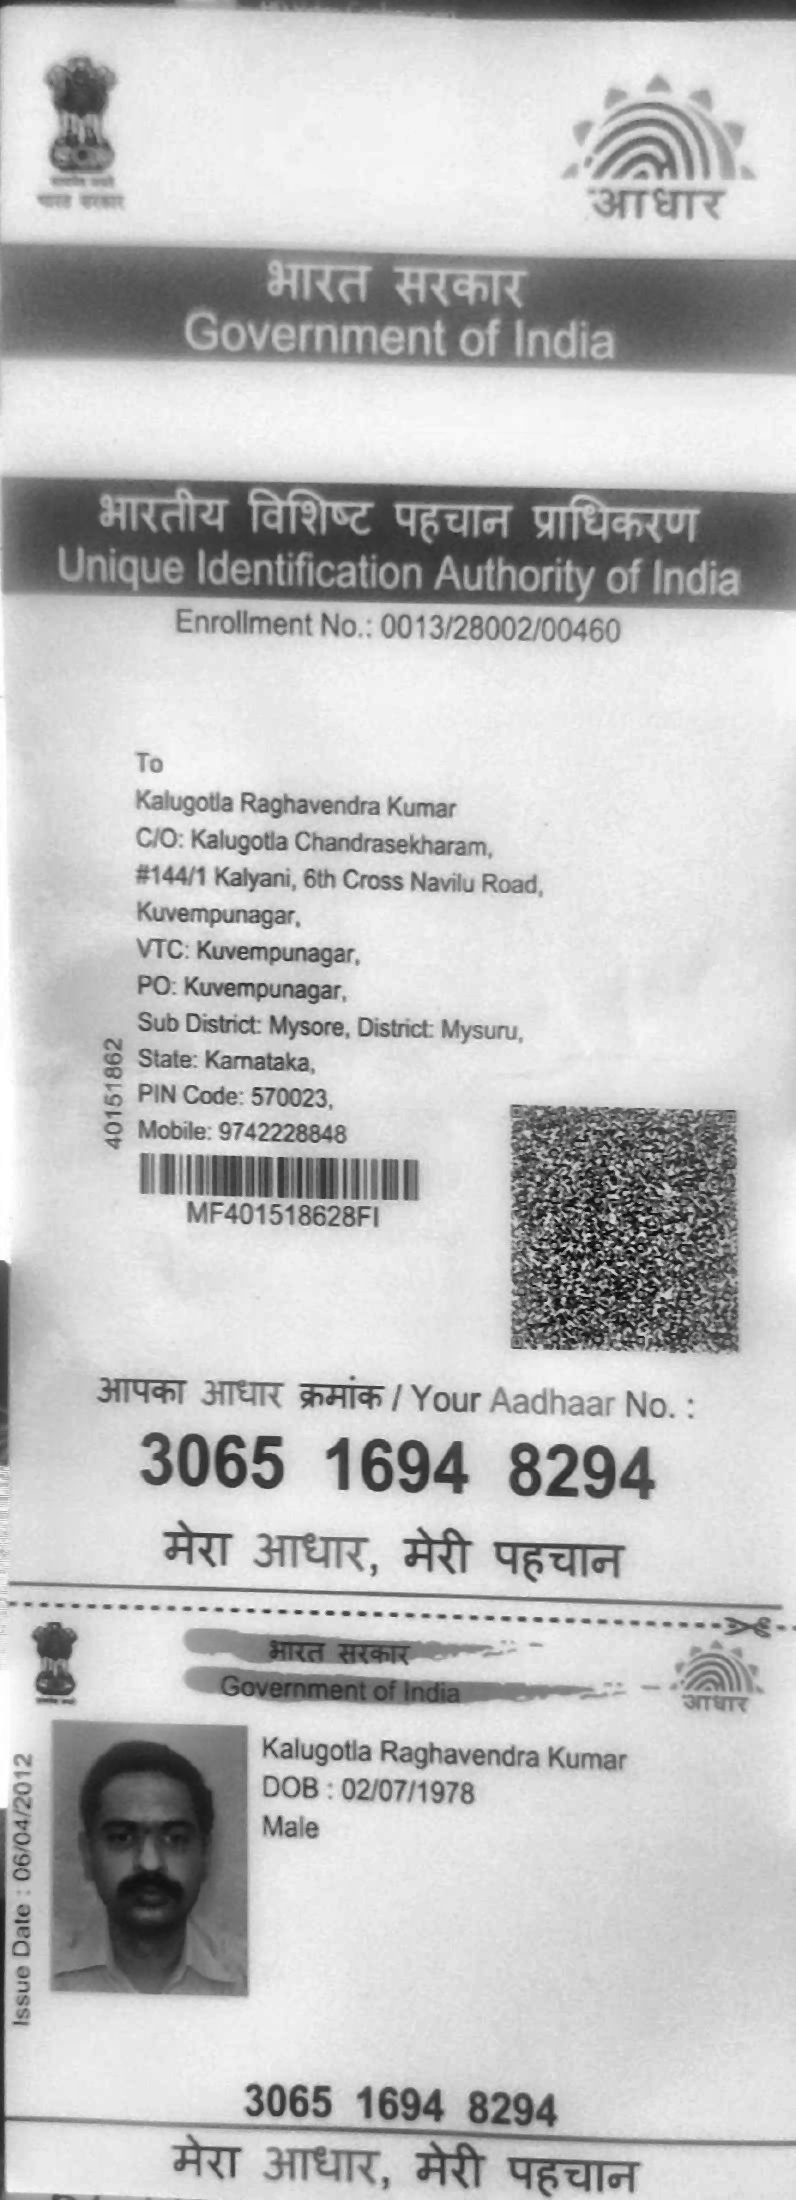 भारत सरकार
आधार
भारत सरकार
Government of India
भारतीय विशिष्ट पहचान प्राधिकरण
Unique Identification Authority of India
Enrollment No.: 0013/28002/00460
To
Kalugotla Raghavendra Kumar
C/O: Kalugotla Chandrasekharam,
#144/1 Kalyani, 6th Cross Navilu Road,
Kuvempunagar,
VTC: Kuvempunagar,
PO: Kuvempunagar,
Sub District: Mysore, District: Mysuru,
State: Karnataka,
PIN Code: 570023,
Mobile: 9742228848
40151862
MF401518628FI
आपका आधार क्रमांक / Your Aadhaar No. :
3065 1694 8294
मेरा आधार, मेरी पहचान
भारत सरकार
Government of India
आधार
Issue Date : 06/04/2012
Kalugotla Raghavendra Kumar
DOB : 02/07/1978
Male
3065 1694 8294
मेरा आधार, मेरी पहचान